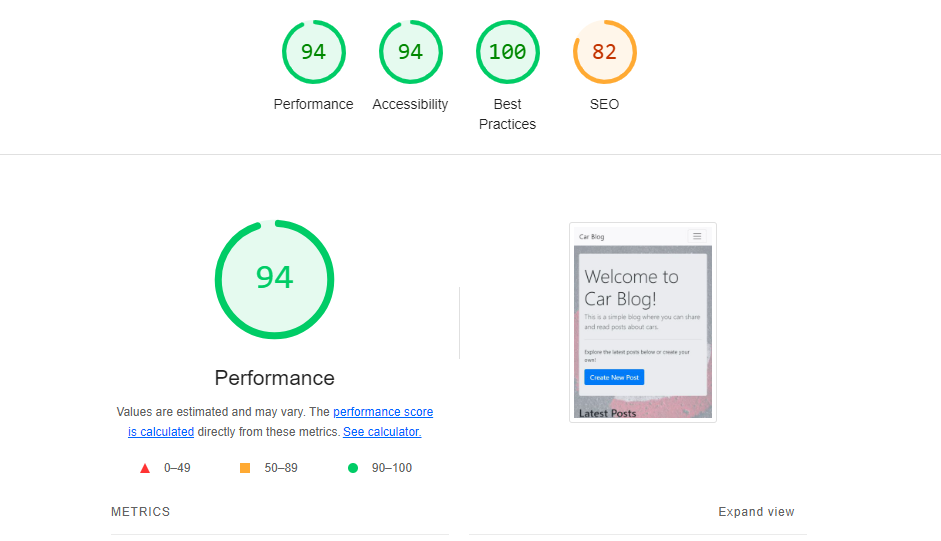 94
94
100
82
Performance
Accessibility
Best
Practices
SEO
94
Performance
Values are estimated and may vary. The performance score
is calculated directly from these metrics. See calculator.
0–49
50–89
90–100
Car Blog
Welcome to
Car Blog!
This is a simple blog where you can share
and read posts about cars.
Explore the latest posts below or create your
own!
Create New Post
Latest Posts
METRICS
Expand view